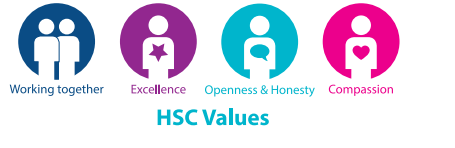 Working together
Excellence
Openness & Honesty
Compassion
HSC Values